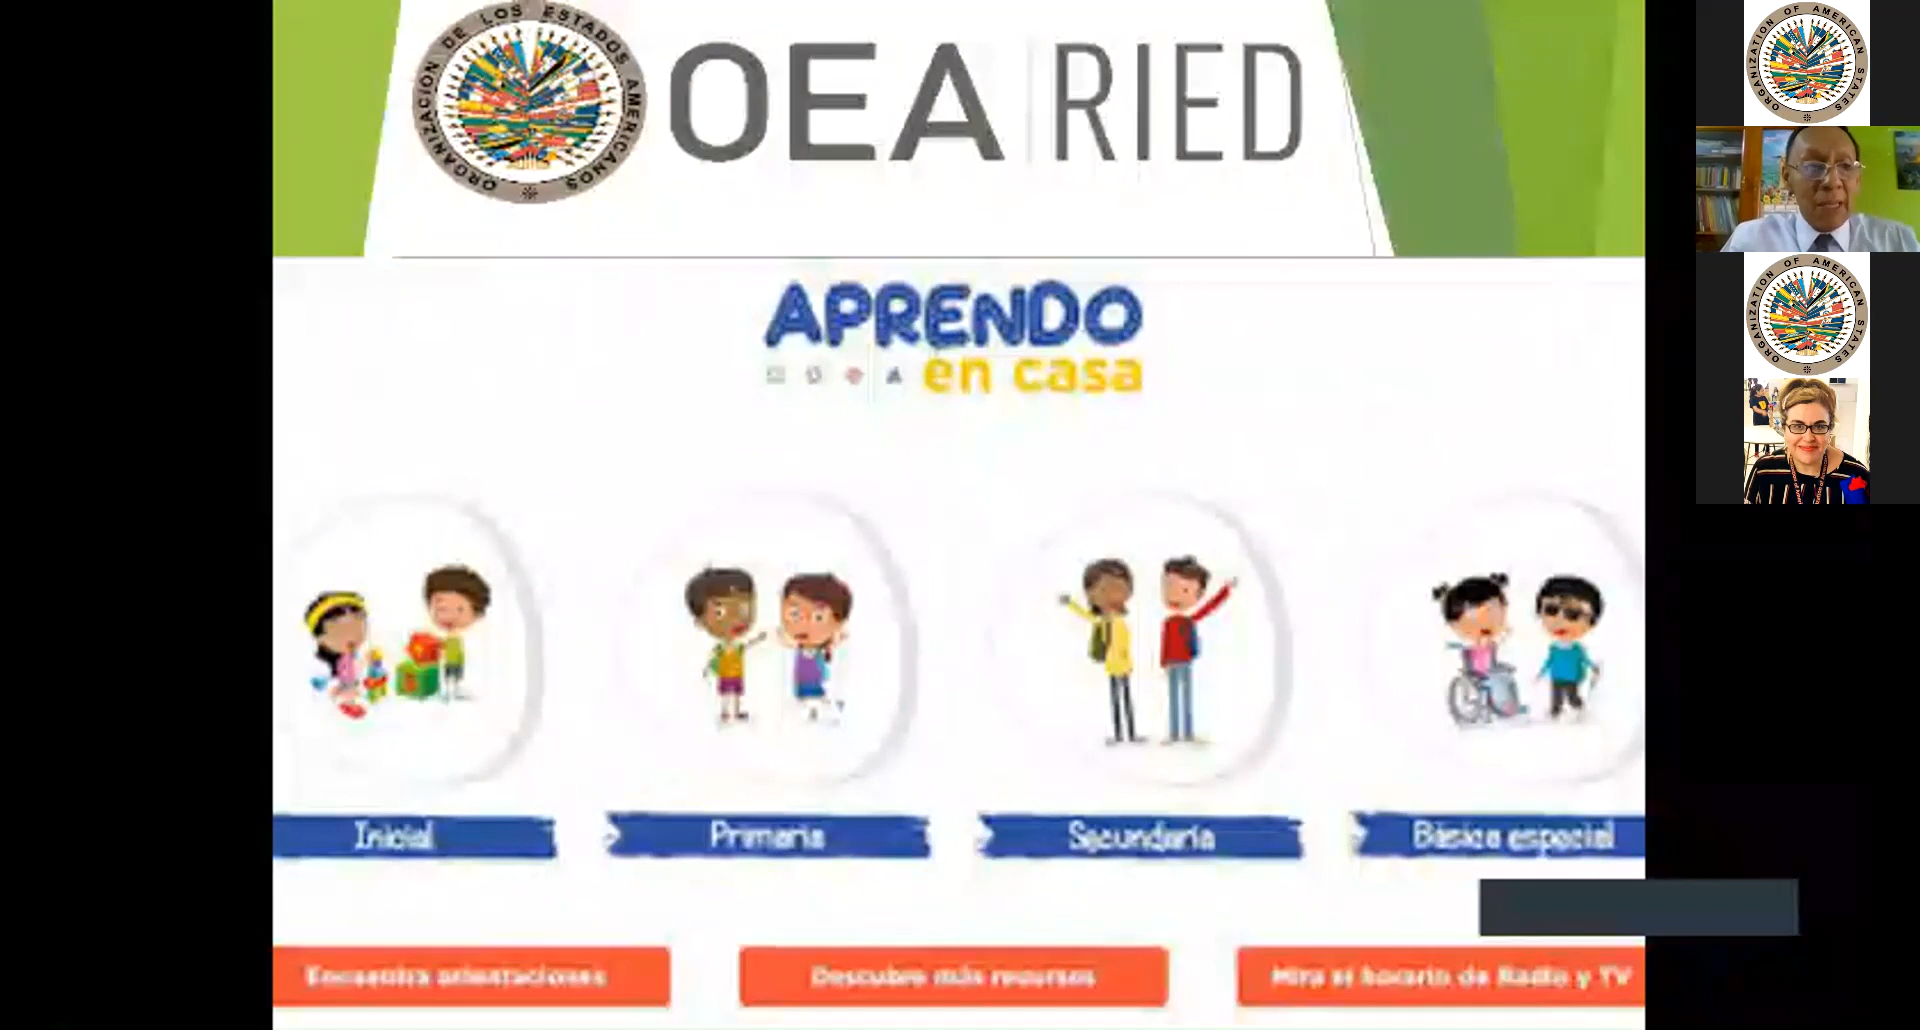 ORGANIZACIÓN DE LOS ESTADOS AMERICANOS
OEA RIED
APRENDO
en casa
Inicial
Primaria
Secundaria
Básica especial
Encuentra orientaciones
Descubre más recursos
Mira el horario de Radio y TV
ORGANIZATION OF AMERICAN STATES
ORGANIZATION OF AMERICAN STATES